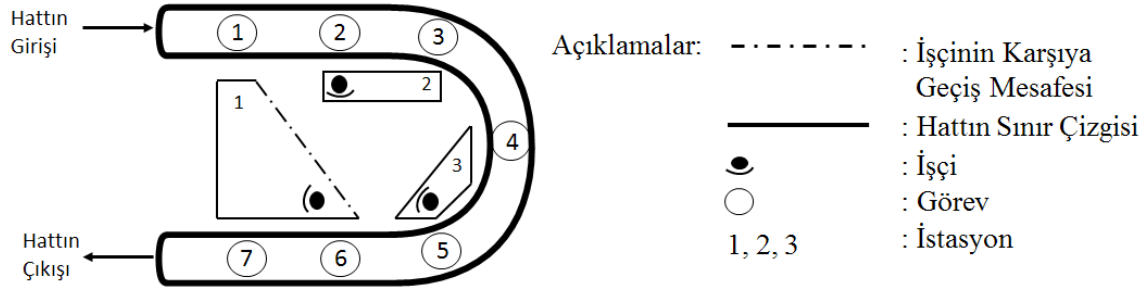 Hattın
Girişi
1
2
3
4
5
6
7
1
2
3
Hattın
Çıkışı
Açıklamalar:
: İşçinin Karşıya
Geçiş Mesafesi
: Hattın Sınır Çizgisi
: İşçi
: Görev
1, 2, 3 : İstasyon